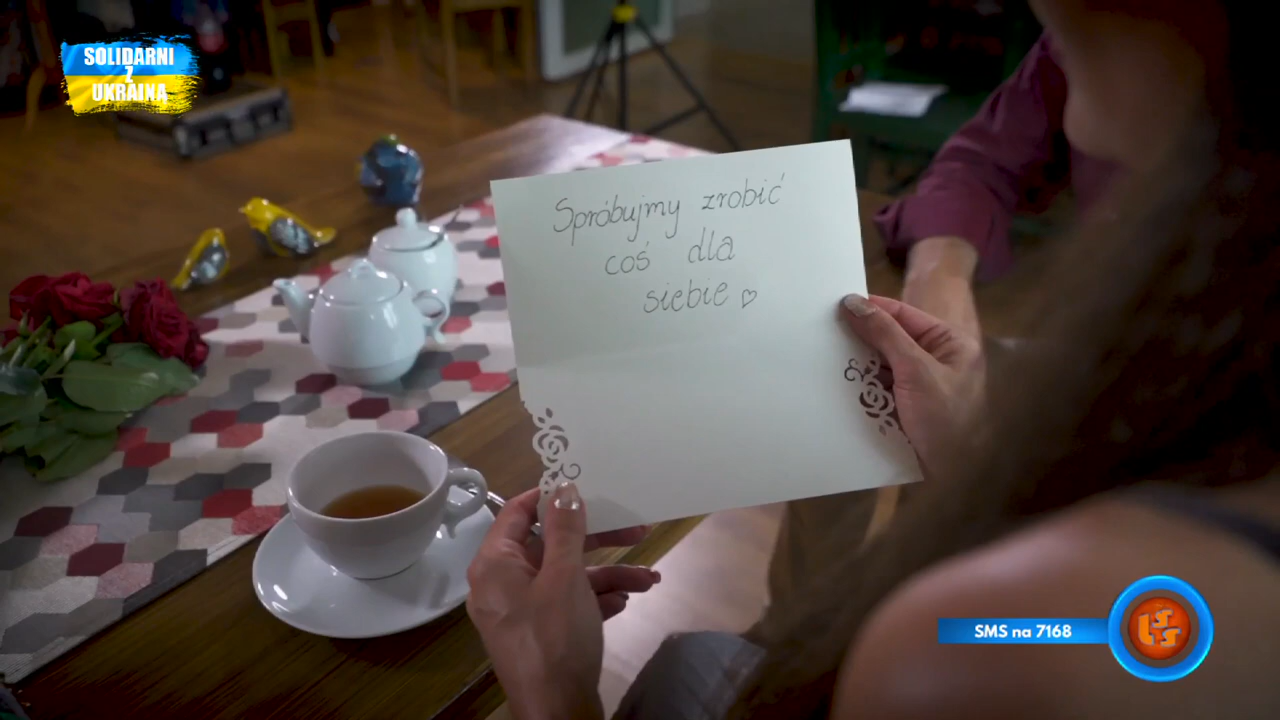 SOLIDARNI
Z
UKRAINĄ
Spróbujmy zrobić
coś dla
siebie ♡
SMS na 7168